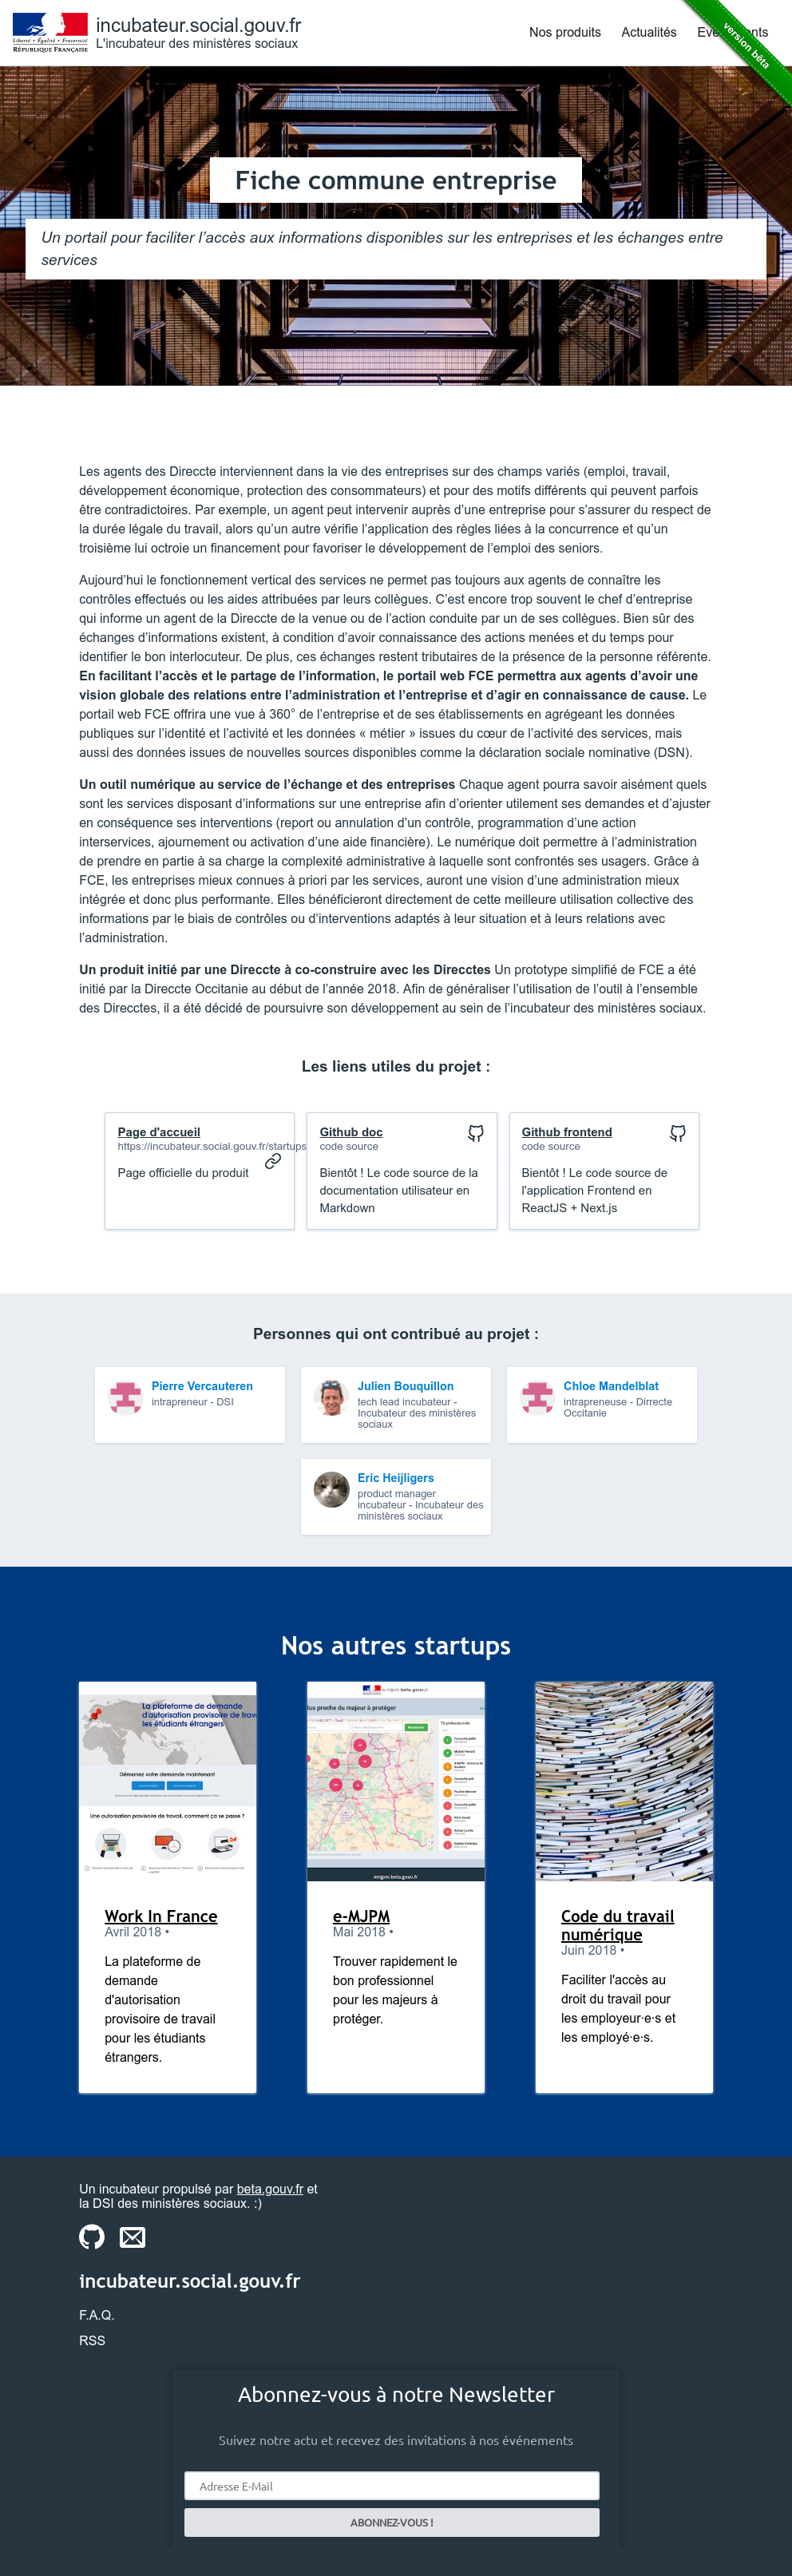 incubateur.social.gouv.fr
L'incubateur des ministères sociaux
Liberté • Égalité • Fraternité
RÉPUBLIQUE FRANÇAISE
Nos produits
Actualités
version bêta
Fiche commune entreprise
Un portail pour faciliter l’accès aux informations disponibles sur les entreprises et les échanges entre
services
Les agents des Direccte interviennent dans la vie des entreprises sur des champs variés (emploi, travail,
développement économique, protection des consommateurs) et pour des motifs différents qui peuvent parfois
être contradictoires. Par exemple, un agent peut intervenir auprès d’une entreprise pour s’assurer du respect de
la durée légale du travail, alors qu’un autre vérifie l’application des règles liées à la concurrence et qu’un
troisième lui octroie un financement pour favoriser le développement de l’emploi des seniors.
Aujourd’hui le fonctionnement vertical des services ne permet pas toujours aux agents de connaître les
contrôles effectués ou les aides attribuées par leurs collègues. C’est encore trop souvent le chef d’entreprise
qui informe un agent de la Direccte de la venue ou de l’action conduite par un de ses collègues. Bien sûr des
échanges d’informations existent, à condition d’avoir connaissance des actions menées et du temps pour
identifier le bon interlocuteur. De plus, ces échanges restent tributaires de la présence de la personne référente.
En facilitant l’accès et le partage de l’information, le portail web FCE permettra aux agents d’avoir une
vision globale des relations entre l’administration et l’entreprise et d’agir en connaissance de cause. Le
portail web FCE offrira une vue à 360° de l’entreprise et de ses établissements en agrégeant les données
publiques sur l’identité et l’activité et les données « métier » issues du cœur de l’activité des services, mais
aussi des données issues de nouvelles sources disponibles comme la déclaration sociale nominative (DSN).
Un outil numérique au service de l’échange et des entreprises Chaque agent pourra savoir aisément quels
sont les services disposant d’informations sur une entreprise afin d’orienter utilement ses demandes et d’ajuster
en conséquence ses interventions (report ou annulation d’un contrôle, programmation d’une action
interservices, ajournement ou activation d’une aide financière). Le numérique doit permettre à l’administration
de prendre en partie à sa charge la complexité administrative à laquelle sont confrontés ses usagers. Grâce à
FCE, les entreprises mieux connues à priori par les services, auront une vision d’une administration mieux
intégrée et donc plus performante. Elles bénéficieront directement de cette meilleure utilisation collective des
informations par le biais de contrôles ou d’interventions adaptés à leur situation et à leurs relations avec
l’administration.
Un produit initié par une Direccte à co-construire avec les Direcctes Un prototype simplifié de FCE a été
initié par la Direccte Occitanie au début de l’année 2018. Afin de généraliser l’utilisation de l’outil à l’ensemble
des Direcctes, il a été décidé de poursuivre son développement au sein de l’incubateur des ministères sociaux.
Les liens utiles du projet :
Page d'accueil
https://incubateur.social.gouv.fr/startups
Page officielle du produit
Github doc
code source
Bientôt ! Le code source de la
documentation utilisateur en
Markdown
Github frontend
code source
Bientôt ! Le code source de
l'application Frontend en
ReactJS + Next.js
Personnes qui ont contribué au projet :
Pierre Vercauteren
intrapreneur - DSI
Julien Bouquillon
tech lead incubateur -
Incubateur des ministères
sociaux
Chloe Mandelblat
intrapreneuse - Dirrecte
Occitanie
Eric Heijligers
product manager
incubateur - Incubateur des
ministères sociaux
Nos autres startups
La plateforme de demande
d'autorisation provisoire de trav
les étudiants étrangers
Démarrez votre demande maintenant
Une autorisation provisoire de travail, comment ça se passe ?
Work In France
Avril 2018 •
La plateforme de
demande
d'autorisation
provisoire de travail
pour les étudiants
étrangers.
e-mjpm.beta.gouv.fr
lus proche du majeur à protéger
emjpm.beta.gouv.fr
e-MJPM
Mai 2018 •
Trouver rapidement le
bon professionnel
pour les majeurs à
protéger.
Code du travail
numérique
Juin 2018 •
Faciliter l'accès au
droit du travail pour
les employeur·e·s et
les employé·e·s.
Un incubateur propulsé par beta.gouv.fr et
la DSI des ministères sociaux. :)
incubateur.social.gouv.fr
F.A.Q.
RSS
Abonnez-vous à notre Newsletter
Suivez notre actu et recevez des invitations à nos événements
Adresse E-Mail
ABONNEZ-VOUS !